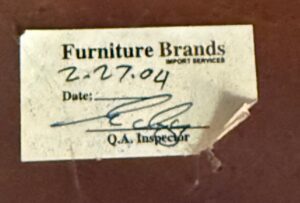 Furniture Brands
IMPORT SERVICES
2-27-04
Date:
Q.A. Inspector